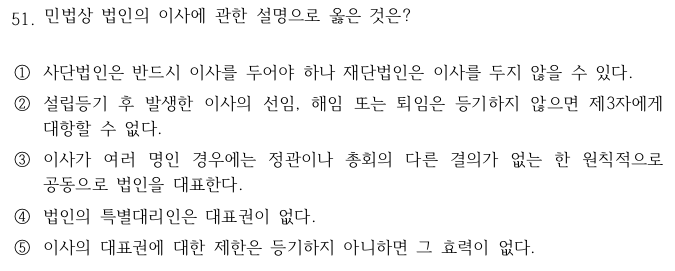 51. 민법상 법인의 이사에 관한 설명으로 옳은 것은?
① 사단법인은 반드시 이사를 두어야 하나 재단법인은 이사를 두지 않을 수 있다.
② 설립등기 후 발생한 이사의 선임, 해임 또는 퇴임은 등기하지 않으면 제3자에게
대항할 수 없다.
③ 이사가 여러 명인 경우에는 정관이나 총회의 다른 결의가 없는 한 원칙적으로
공동으로 법인을 대표한다.
④ 법인의 특별대리인은 대표권이 없다.
⑤ 이사의 대표권에 대한 제한은 등기하지 아니하면 그 효력이 없다.